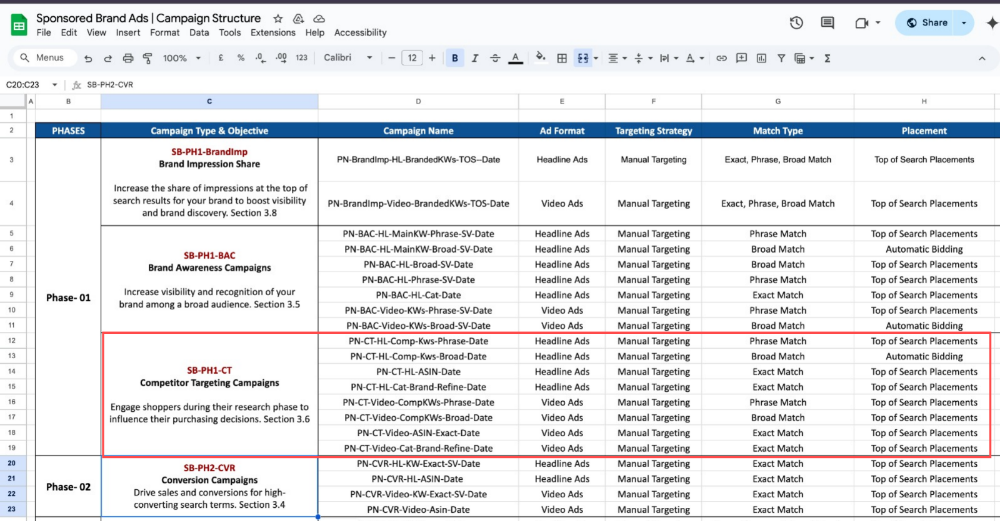 Sponsored Brand Ads | Campaign Structure
File Edit View Insert Format Data Tools Extensions Help Accessibility
Share
Menus 100% £ % .0 .00 123 Calibri 12 B I A Σ
C20:C23 fx SB-PH2-CVR
A B C D E F G H
1
2 PHASES Campaign Type & Objective Campaign Name Ad Format Targeting Strategy Match Type Placement
Phase- 01
SB-PH1-BrandImp
Brand Impression Share
Increase the share of impressions at the top of
search results for your brand to boost visibility
and brand discovery. Section 3.8
3 PN-BrandImp-HL-BrandedKWs-TOS--Date Headline Ads Manual Targeting Exact, Phrase, Broad Match Top of Search Placements
4 PN-BrandImp-Video-BrandedKWs-TOS-Date Video Ads Manual Targeting Exact, Phrase, Broad Match Top of Search Placements
SB-PH1-BAC
Brand Awareness Campaigns
Increase visibility and recognition of your
brand among a broad audience. Section 3.5
5 PN-BAC-HL-MainKW-Phrase-SV-Date Headline Ads Manual Targeting Phrase Match Top of Search Placements
6 PN-BAC-HL-MainKW-Broad-SV-Date Headline Ads Manual Targeting Broad Match Automatic Bidding
7 PN-BAC-HL-Broad-SV-Date Headline Ads Manual Targeting Broad Match Top of Search Placements
8 PN-BAC-HL-Phrase-SV-Date Headline Ads Manual Targeting Phrase Match Top of Search Placements
9 PN-BAC-HL-Cat-Date Headline Ads Manual Targeting Exact Match Top of Search Placements
10 PN-BAC-Video-KWs-Phrase-SV-Date Video Ads Manual Targeting Phrase Match Top of Search Placements
11 PN-BAC-Video-KWs-Broad-SV-Date Video Ads Manual Targeting Broad Match Automatic Bidding
SB-PH1-CT
Competitor Targeting Campaigns
Engage shoppers during their research phase to
influence their purchasing decisions. Section 3.6
12 PN-CT-HL-Comp-Kws-Phrase-Date Headline Ads Manual Targeting Phrase Match Top of Search Placements
13 PN-CT-HL-Comp-Kws-Broad-Date Headline Ads Manual Targeting Broad Match Automatic Bidding
14 PN-CT-HL-ASIN-Date Headline Ads Manual Targeting Exact Match Top of Search Placements
15 PN-CT-HL-Cat-Brand-Refine-Date Headline Ads Manual Targeting Exact Match Top of Search Placements
16 PN-CT-Video-CompKWs-Phrase-Date Video Ads Manual Targeting Phrase Match Top of Search Placements
17 PN-CT-Video-CompKWs-Broad-Date Video Ads Manual Targeting Broad Match Top of Search Placements
18 PN-CT-Video-ASIN-Exact-Date Video Ads Manual Targeting Exact Match Top of Search Placements
19 PN-CT-Video-Cat-Brand-Refine-Date Video Ads Manual Targeting Exact Match Top of Search Placements
Phase- 02
SB-PH2-CVR
Conversion Campaigns
Drive sales and conversions for high-
converting search terms. Section 3.4
20 PN-CVR-HL-KW-Exact-SV-Date Headline Ads Manual Targeting Exact Match Top of Search Placements
21 PN-CVR-HL-ASIN-Date Headline Ads Manual Targeting Exact Match Top of Search Placements
22 PN-CVR-Video-KW-Exact-SV-Date Video Ads Manual Targeting Exact Match Top of Search Placements
23 PN-CVR-Video-Asin-Date Video Ads Manual Targeting Exact Match Top of Search Placements